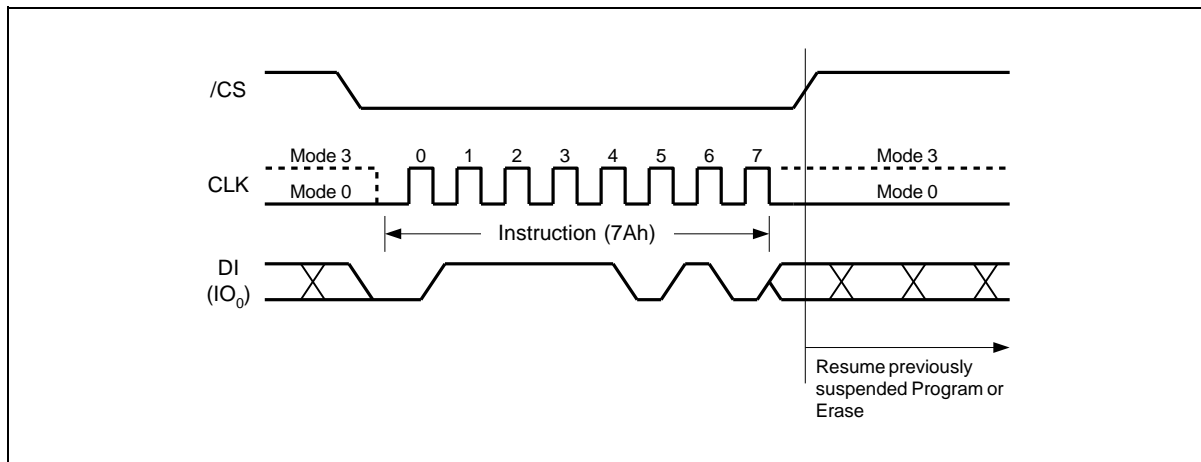 /CS
Mode 3
0 1 2 3 4 5 6 7
Mode 3
CLK
Mode 0
Mode 0
Instruction (7Ah)
DI
(IO0)
Resume previously
suspended Program or
Erase